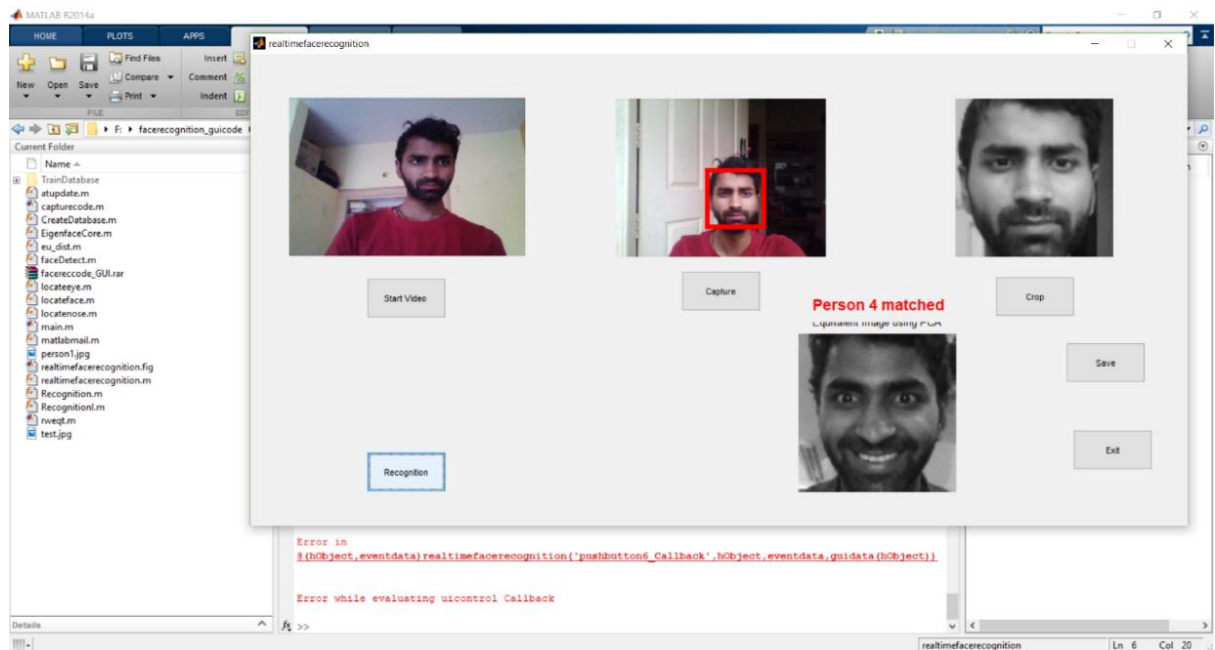 MATLAB R2014a
HOME PLOTS APPS
New Open Save
Find Files
Compare
Print
Insert
Comment
Indent
FILE
F: facerecognition_guicode
Current Folder
Name
TrainDatabase
atupdate.m
capturecode.m
CreateDatabase.m
EigenfaceCore.m
eu_dist.m
faceDetect.m
facereccode_GUI.rar
locateeye.m
locateface.m
locatenose.m
main.m
matlabmail.m
person1.jpg
realtimefacerecognition.fig
realtimefacerecognition.m
Recognition.m
RecognitionI.m
rweqt.m
test.jpg
Details
realtimefacerecognition
Start Video
Capture
Crop
Person 4 matched
Equivalent Image using PCA
Save
Recognition
Exit
Error in
@(hObject,eventdata)realtimefacerecognition('pushbutton6_Callback',hObject,eventdata,guidata(hObject))
Error while evaluating uicontrol Callback
fx >>
realtimefacerecognition Ln 6 Col 20